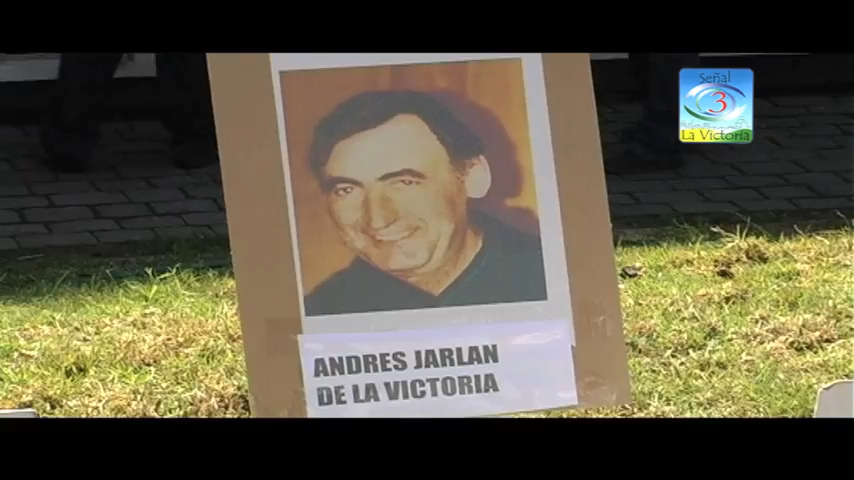 Señal
3
La Victoria
ANDRES JARLAN
DE LA VICTORIA